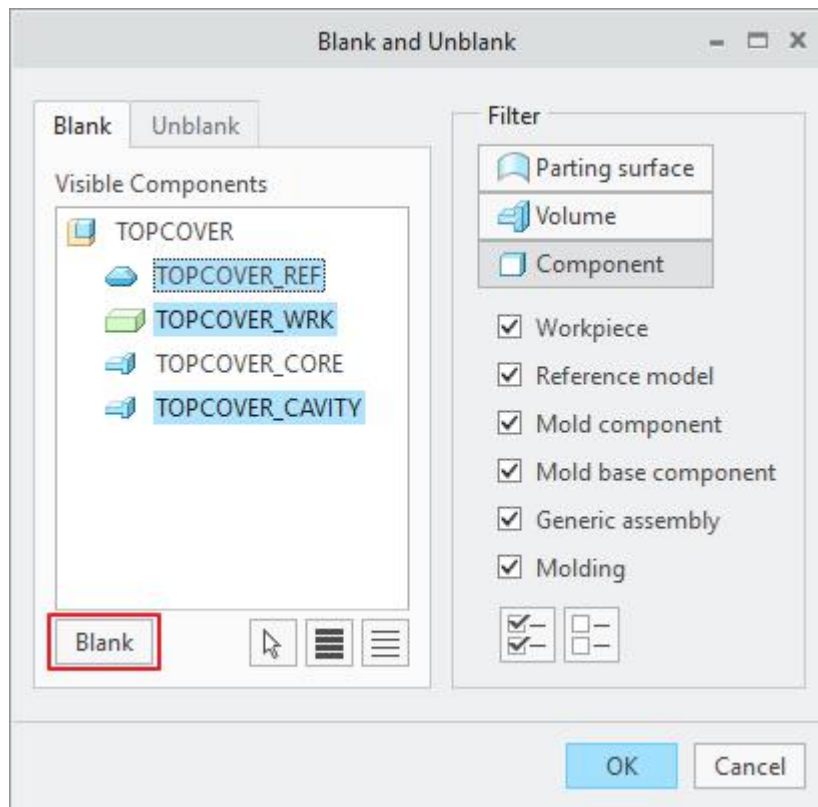 Blank and Unblank
Blank
Unblank
Visible Components
TOPCOVER
TOPCOVER_REF
TOPCOVER_WRK
TOPCOVER_CORE
TOPCOVER_CAVITY
Blank
Filter
Parting surface
Volume
Component
Workpiece
Reference model
Mold component
Mold base component
Generic assembly
Molding
OK
Cancel